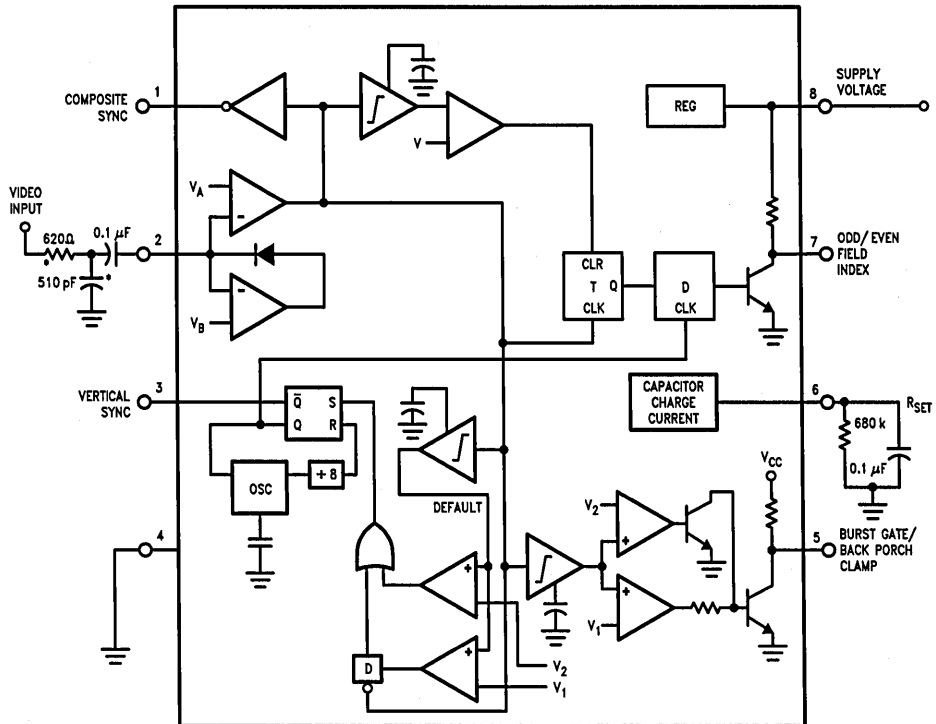 1
COMPOSITE
SYNC
V
REG
8
SUPPLY
VOLTAGE
VIDEO
INPUT
620Ω
*
0.1 µF
2
510 pF
*
V_A
-
-
V_B
CLR
T Q
CLK
D
CLK
7
ODD/EVEN
FIELD
INDEX
3
VERTICAL
SYNC
Q̅ S
Q R
OSC
÷8
DEFAULT
CAPACITOR
CHARGE
CURRENT
6
R_SET
680 k
0.1 µF
V_CC
4
+
V_2
+
+
V_1
5
BURST GATE/
BACK PORCH
CLAMP
D
+
V_2
V_1